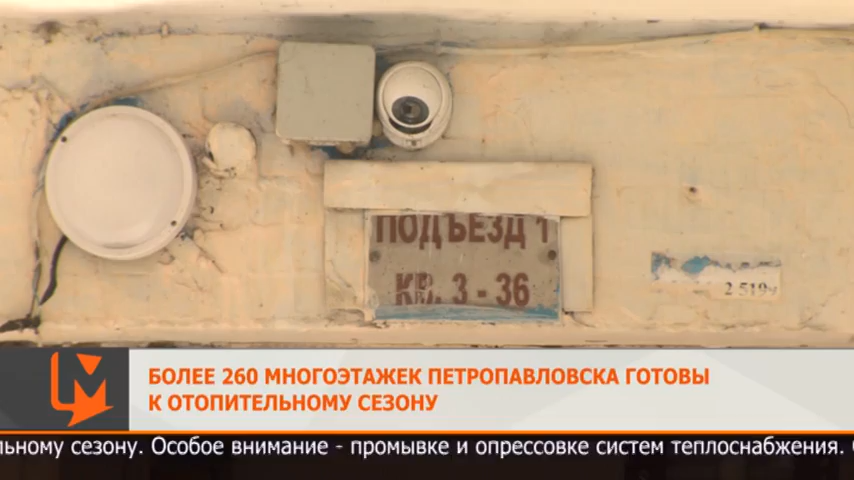 ПОДЪЕЗД 1
КВ. 3 - 36
2 519
БОЛЕЕ 260 МНОГОЭТАЖЕК ПЕТРОПАВЛОВСКА ГОТОВЫ
К ОТОПИТЕЛЬНОМУ СЕЗОНУ
льному сезону. Особое внимание - промывке и опрессовке систем теплоснабжения.